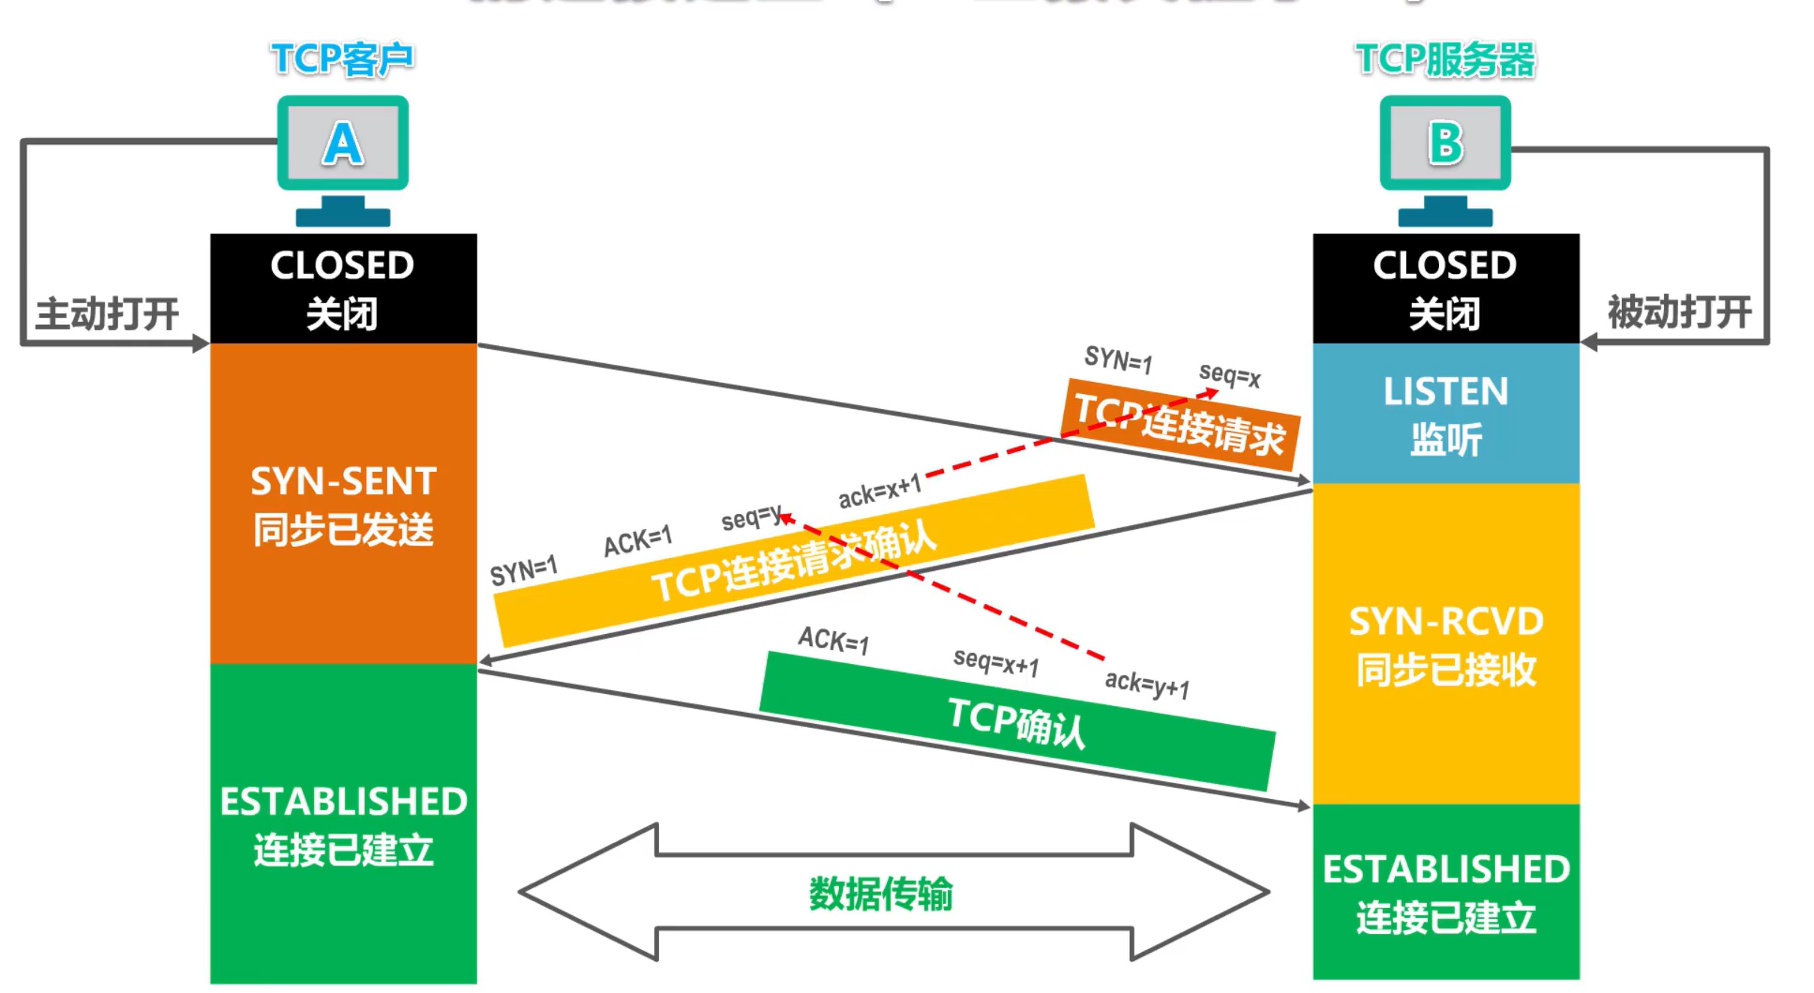 TCP客户
TCP服务器
A
B
CLOSED
关闭
CLOSED
关闭
主动打开
被动打开
SYN=1
seq=x
TCP连接请求
LISTEN
监听
SYN-SENT
同步已发送
SYN=1
ACK=1
seq=y
ack=x+1
TCP连接请求确认
SYN-RCVD
同步已接收
ACK=1
seq=x+1
ack=y+1
TCP确认
ESTABLISHED
连接已建立
数据传输
ESTABLISHED
连接已建立